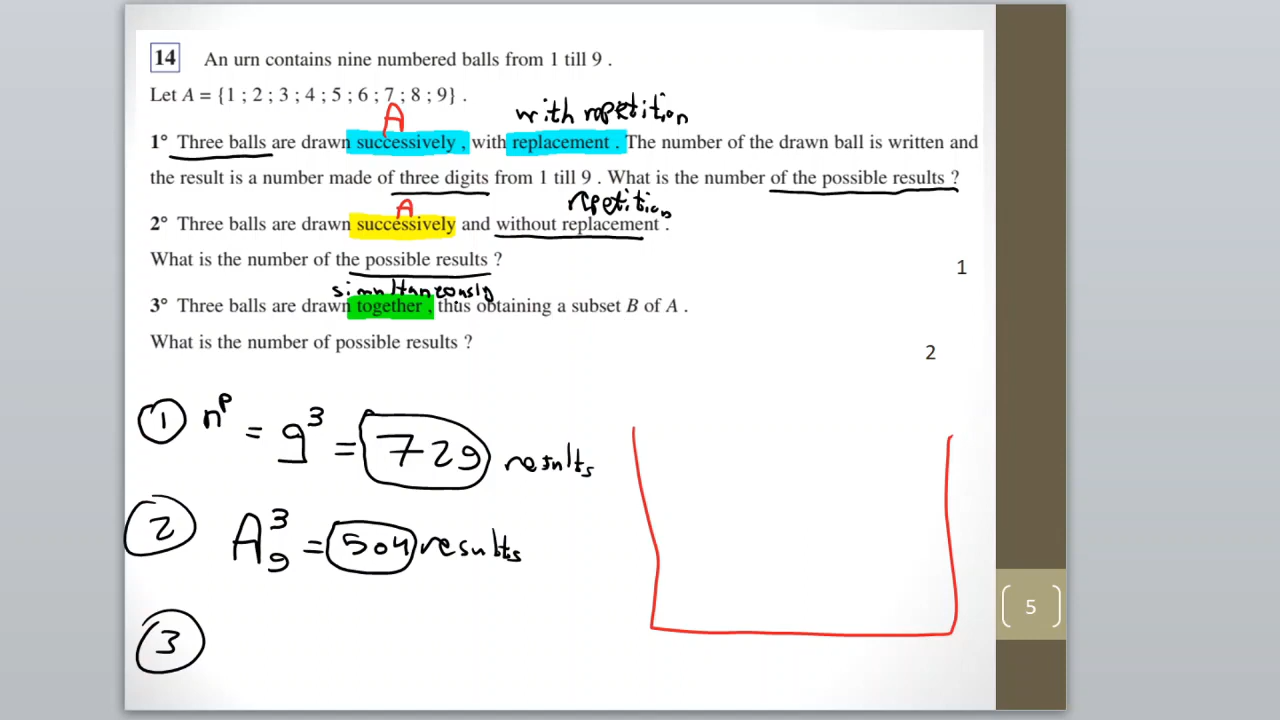 14 An urn contains nine numbered balls from 1 till 9 .
Let A = {1 ; 2 ; 3 ; 4 ; 5 ; 6 ; 7 ; 8 ; 9} .
A with repetition
1° Three balls are drawn successively , with replacement . The number of the drawn ball is written and
the result is a number made of three digits from 1 till 9 . What is the number of the possible results ?
A repetition
2° Three balls are drawn successively and without replacement .
What is the number of the possible results ?
1
simultaneously
3° Three balls are drawn together , thus obtaining a subset B of A .
What is the number of possible results ?
2
1 nᵖ = 9³ = 729 results
2 A₉³ = 504 results
3
5